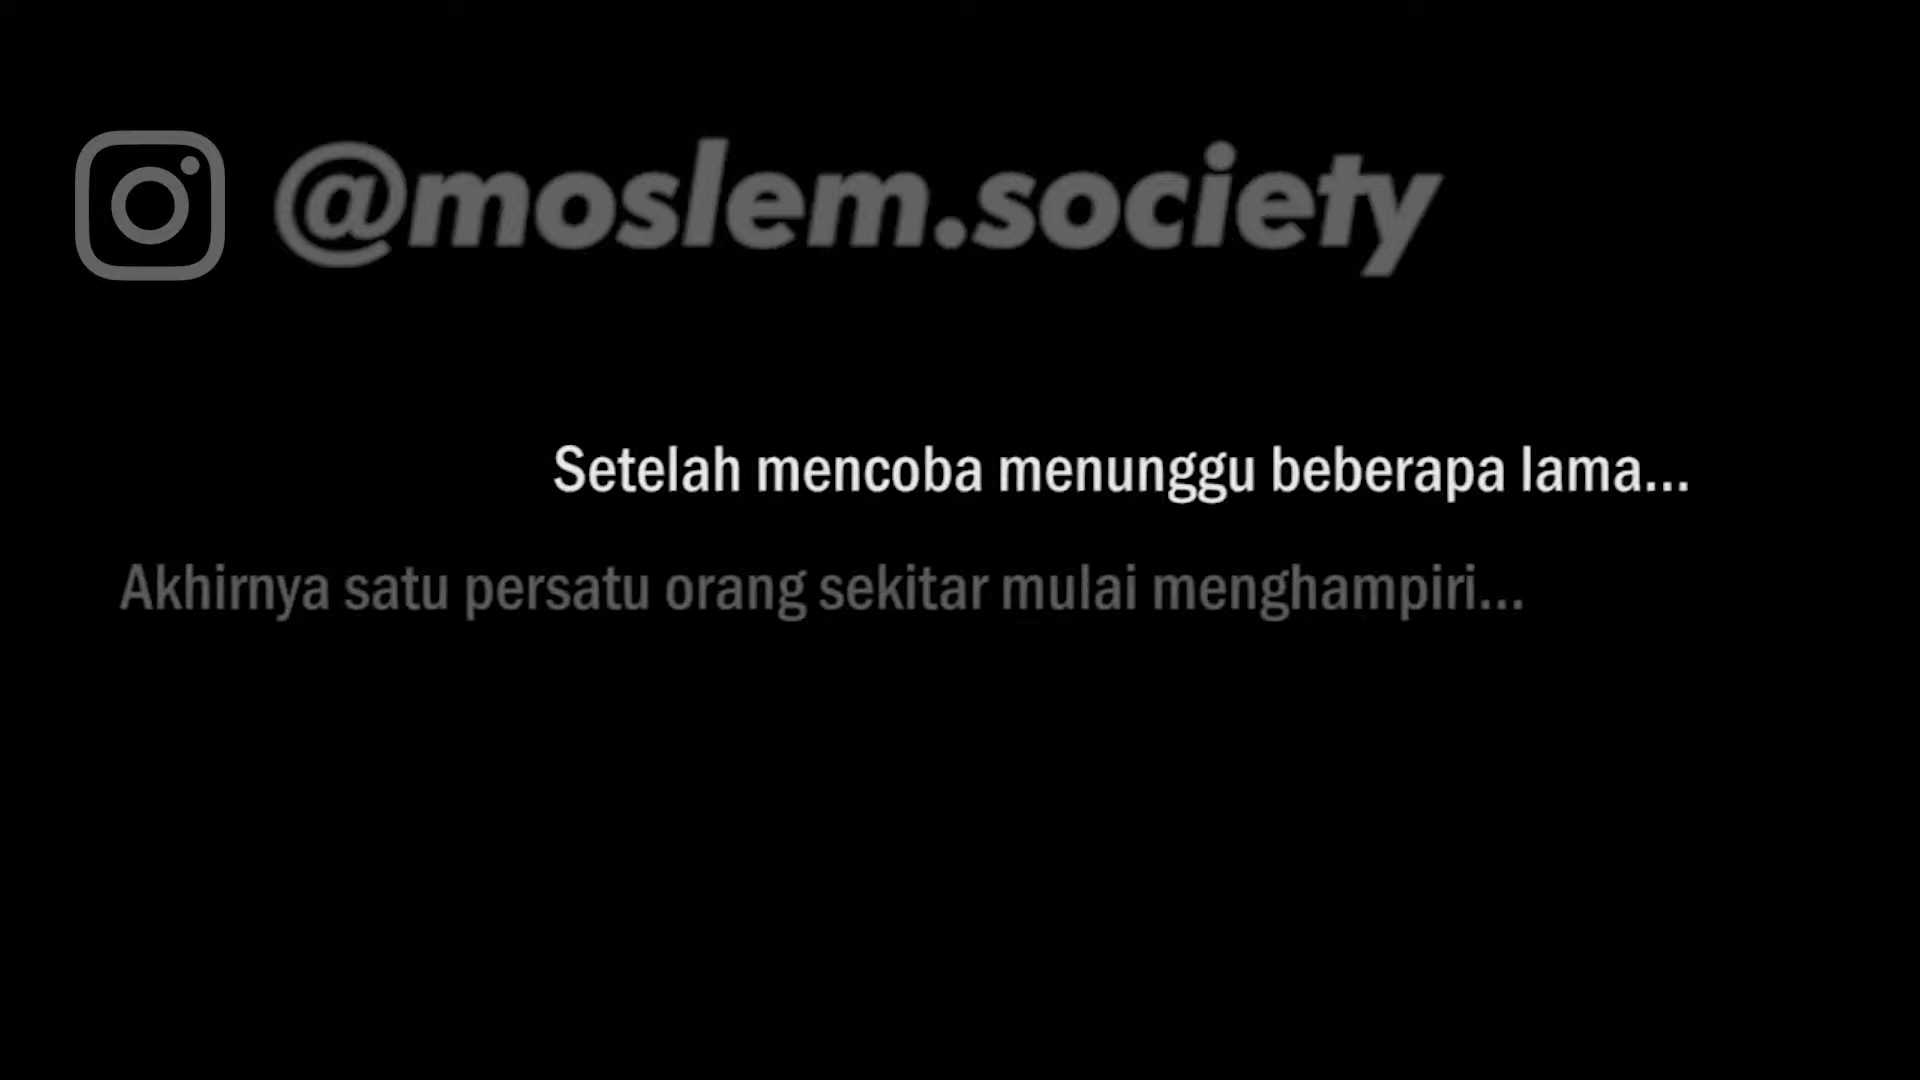 @moslem.society
Setelah mencoba menunggu beberapa lama...
Akhirnya satu persatu orang sekitar mulai menghampiri...